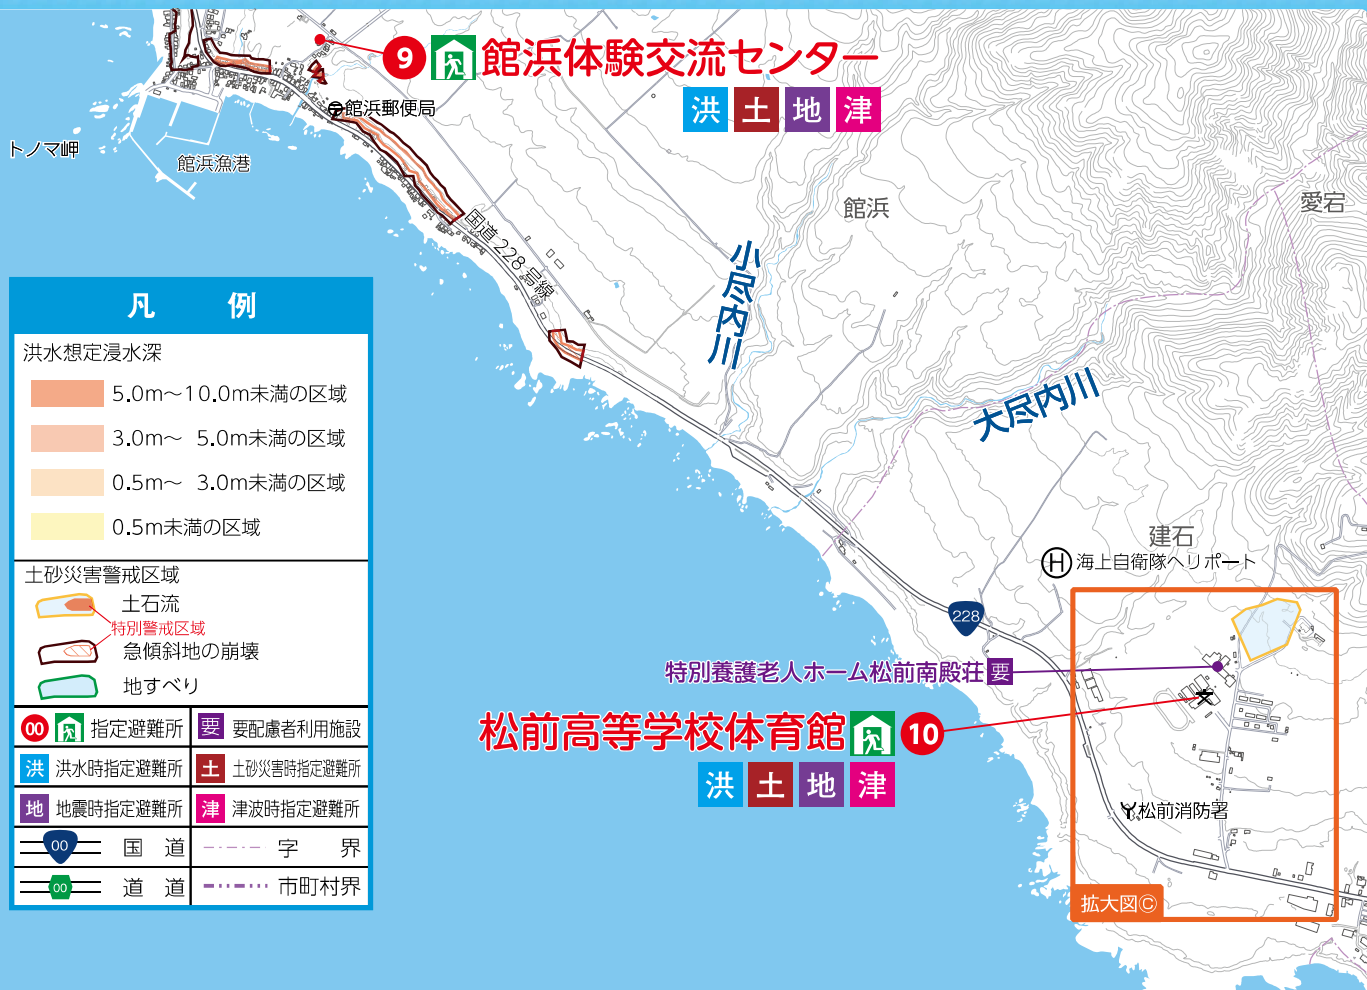 9 館浜体験交流センター
洪 土 地 津
館浜郵便局
トノマ岬
館浜漁港
国道228号線
館浜
愛宕
小尽内川
大尽内川
建石
H 海上自衛隊ヘリポート
228
特別養護老人ホーム松前南殿荘 要
松前高等学校体育館 10
洪 土 地 津
松前消防署
拡大図Ⓒ
凡 例
洪水想定浸水深
5.0m〜10.0m未満の区域
3.0m〜 5.0m未満の区域
0.5m〜 3.0m未満の区域
0.5m未満の区域
土砂災害警戒区域
土石流
特別警戒区域
急傾斜地の崩壊
地すべり
00 指定避難所 要 要配慮者利用施設
洪 洪水時指定避難所 土 土砂災害時指定避難所
地 地震時指定避難所 津 津波時指定避難所
00 国 道 字 界
00 道 道 市町村界